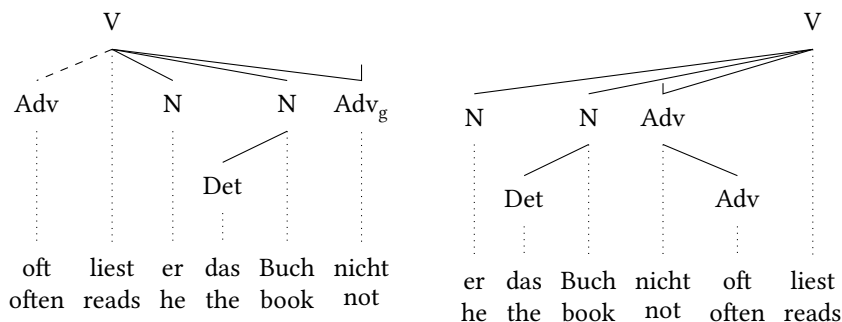 V V
Adv N N Adv_g N N Adv
Det Det Adv
oft liest er das Buch nicht er das Buch nicht oft liest
often reads he the book not he the book not often reads